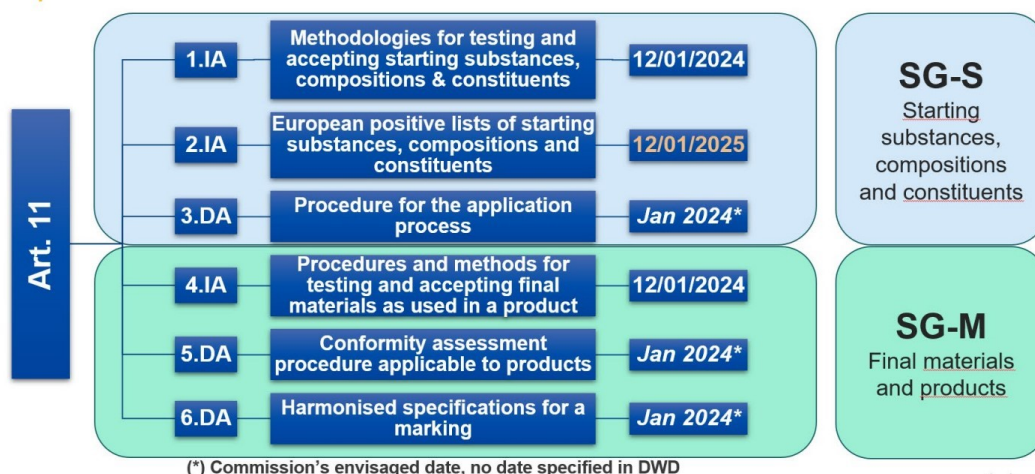 Art. 11
1.IA
Methodologies for testing and
accepting starting substances,
compositions & constituents
12/01/2024
2.IA
European positive lists of starting
substances, compositions and
constituents
12/01/2025
3.DA
Procedure for the application
process
Jan 2024*
4.IA
Procedures and methods for
testing and accepting final
materials as used in a product
12/01/2024
5.DA
Conformity assessment
procedure applicable to products
Jan 2024*
6.DA
Harmonised specifications for a
marking
Jan 2024*
SG-S
Starting
substances,
compositions
and constituents
SG-M
Final materials
and products
(*) Commission's envisaged date, no date specified in DWD